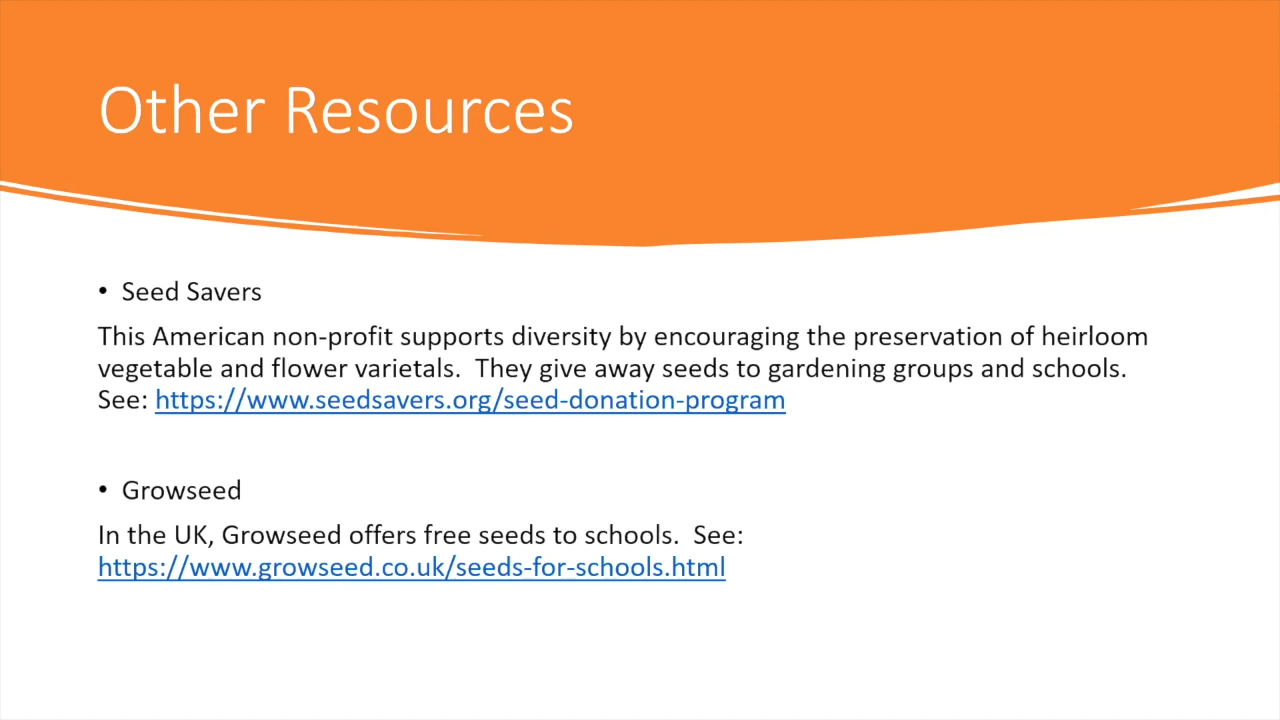 Other Resources
• Seed Savers
This American non-profit supports diversity by encouraging the preservation of heirloom
vegetable and flower varietals.  They give away seeds to gardening groups and schools.
See: https://www.seedsavers.org/seed-donation-program
• Growseed
In the UK, Growseed offers free seeds to schools.  See:
https://www.growseed.co.uk/seeds-for-schools.html